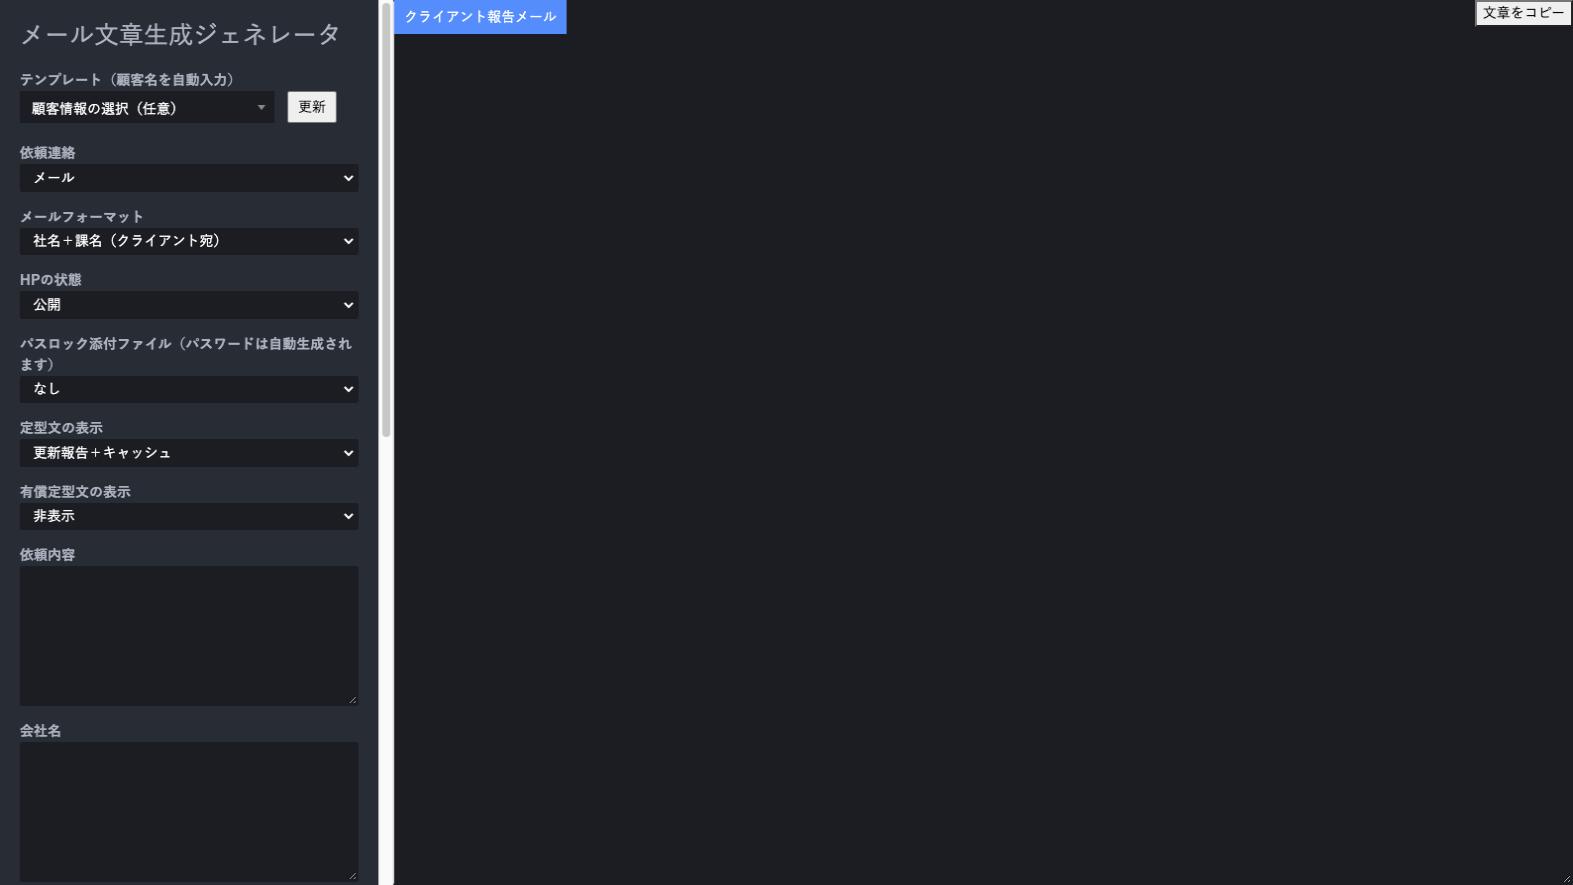 メール文章生成ジェネレータ
テンプレート（顧客名を自動入力）
顧客情報の選択（任意）
更新
依頼連絡
メール
メールフォーマット
社名＋課名（クライアント宛）
HPの状態
公開
パスロック添付ファイル（パスワードは自動生成され
ます）
なし
定型文の表示
更新報告＋キャッシュ
有償定型文の表示
非表示
依頼内容
会社名
クライアント報告メール
文章をコピー